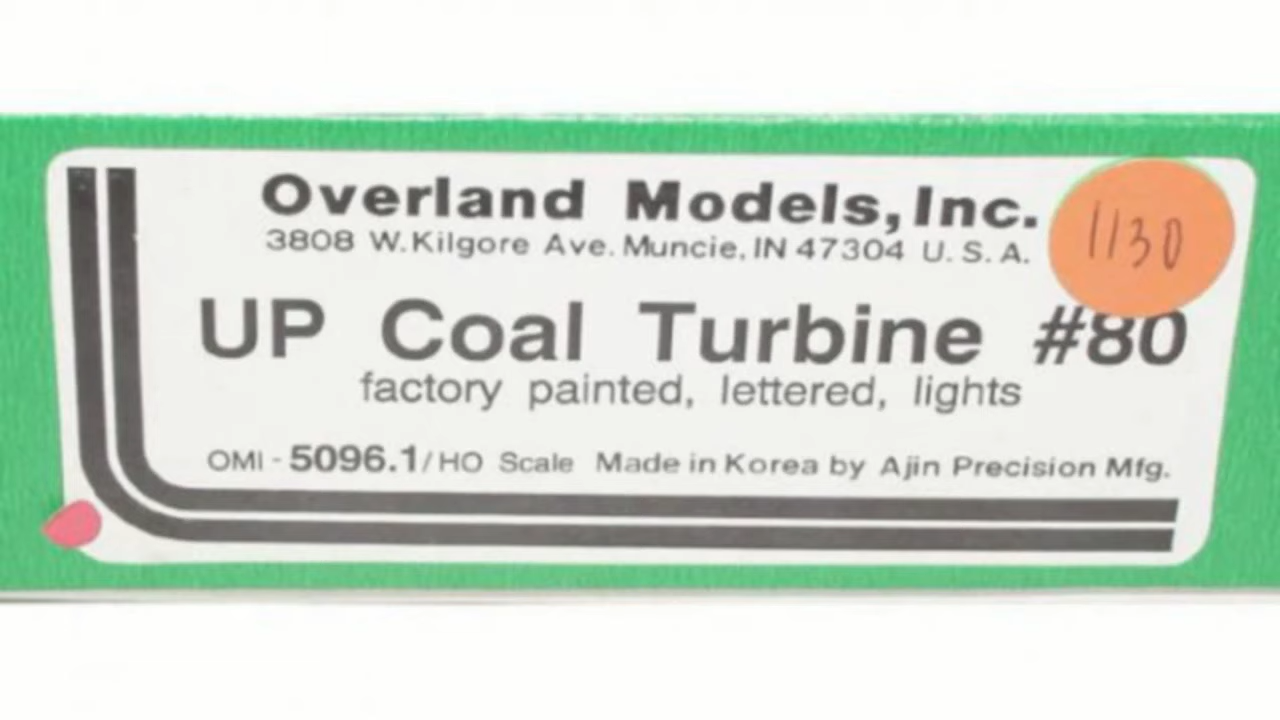 Overland Models, Inc.
3808 W. Kilgore Ave. Muncie, IN 47304 U. S. A.
1130
UP Coal Turbine #80
factory painted, lettered, lights
OMI - 5096.1/HO Scale Made in Korea by Ajin Precision Mfg.